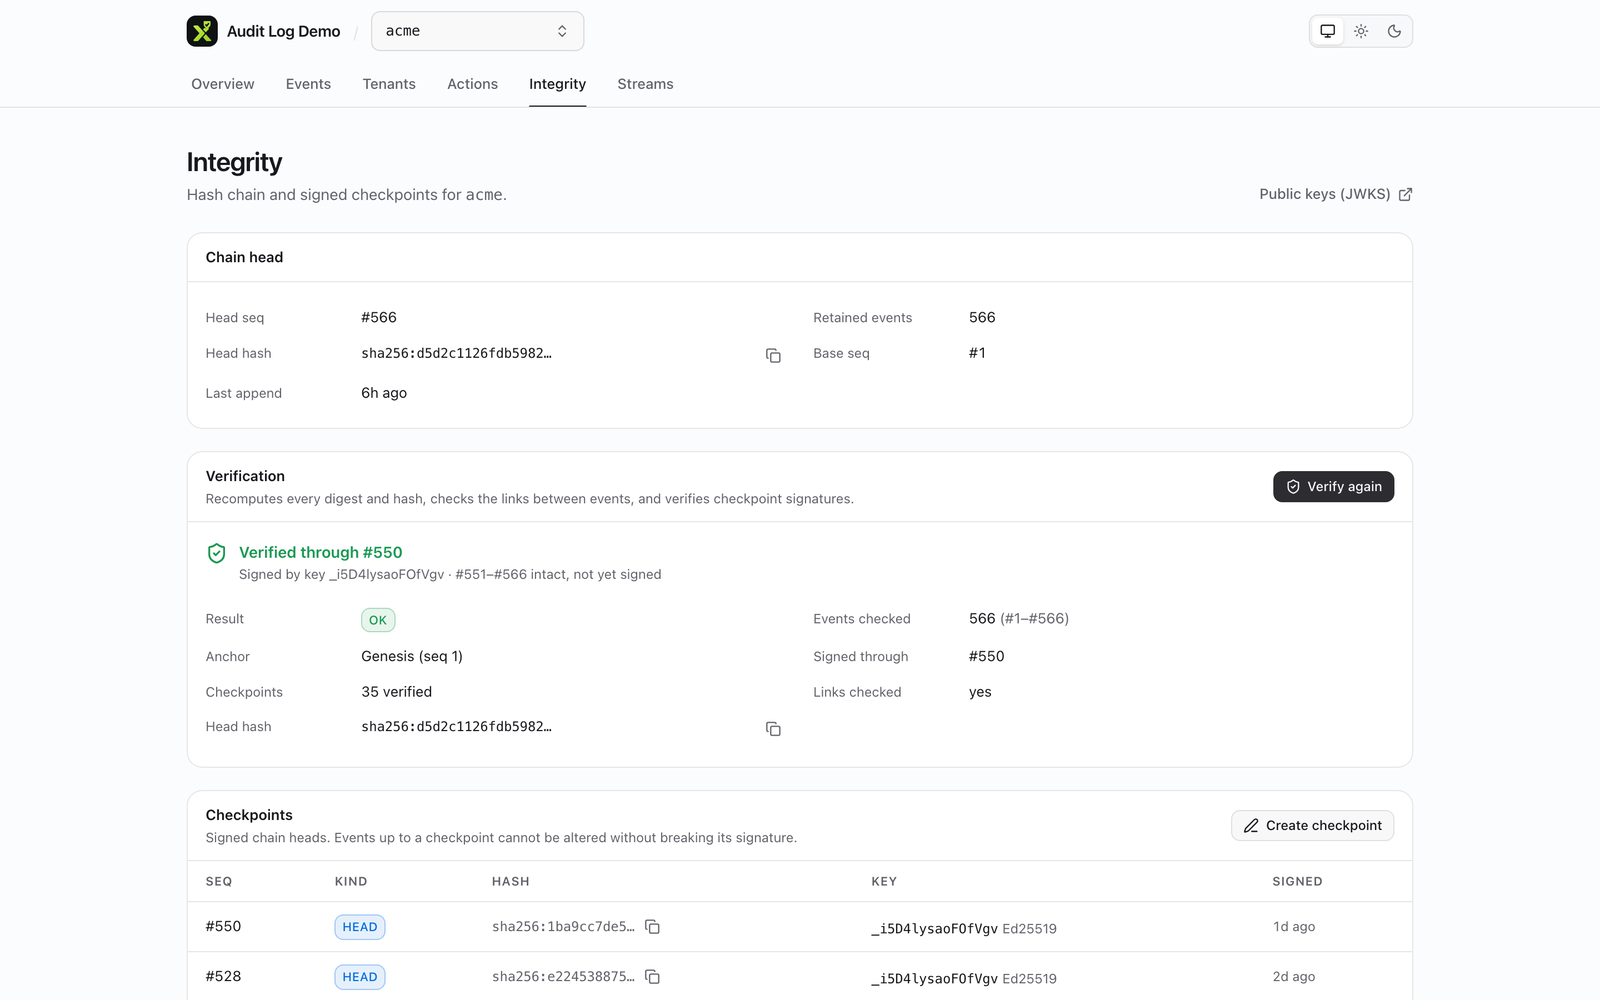 Audit Log Demo / acme
Overview Events Tenants Actions Integrity Streams
Integrity
Hash chain and signed checkpoints for acme.
Public keys (JWKS)
Chain head
Head seq #566 Retained events 566
Head hash sha256:d5d2c1126fdb5982… Base seq #1
Last append 6h ago
Verification
Recomputes every digest and hash, checks the links between events, and verifies checkpoint signatures.
Verify again
Verified through #550
Signed by key _i5D4lysaoFOfVgv · #551–#566 intact, not yet signed
Result OK Events checked 566 (#1–#566)
Anchor Genesis (seq 1) Signed through #550
Checkpoints 35 verified Links checked yes
Head hash sha256:d5d2c1126fdb5982…
Checkpoints
Signed chain heads. Events up to a checkpoint cannot be altered without breaking its signature.
Create checkpoint
SEQ KIND HASH KEY SIGNED
#550 HEAD sha256:1ba9cc7de5… _i5D4lysaoFOfVgv Ed25519 1d ago
#528 HEAD sha256:e224538875… _i5D4lysaoFOfVgv Ed25519 2d ago